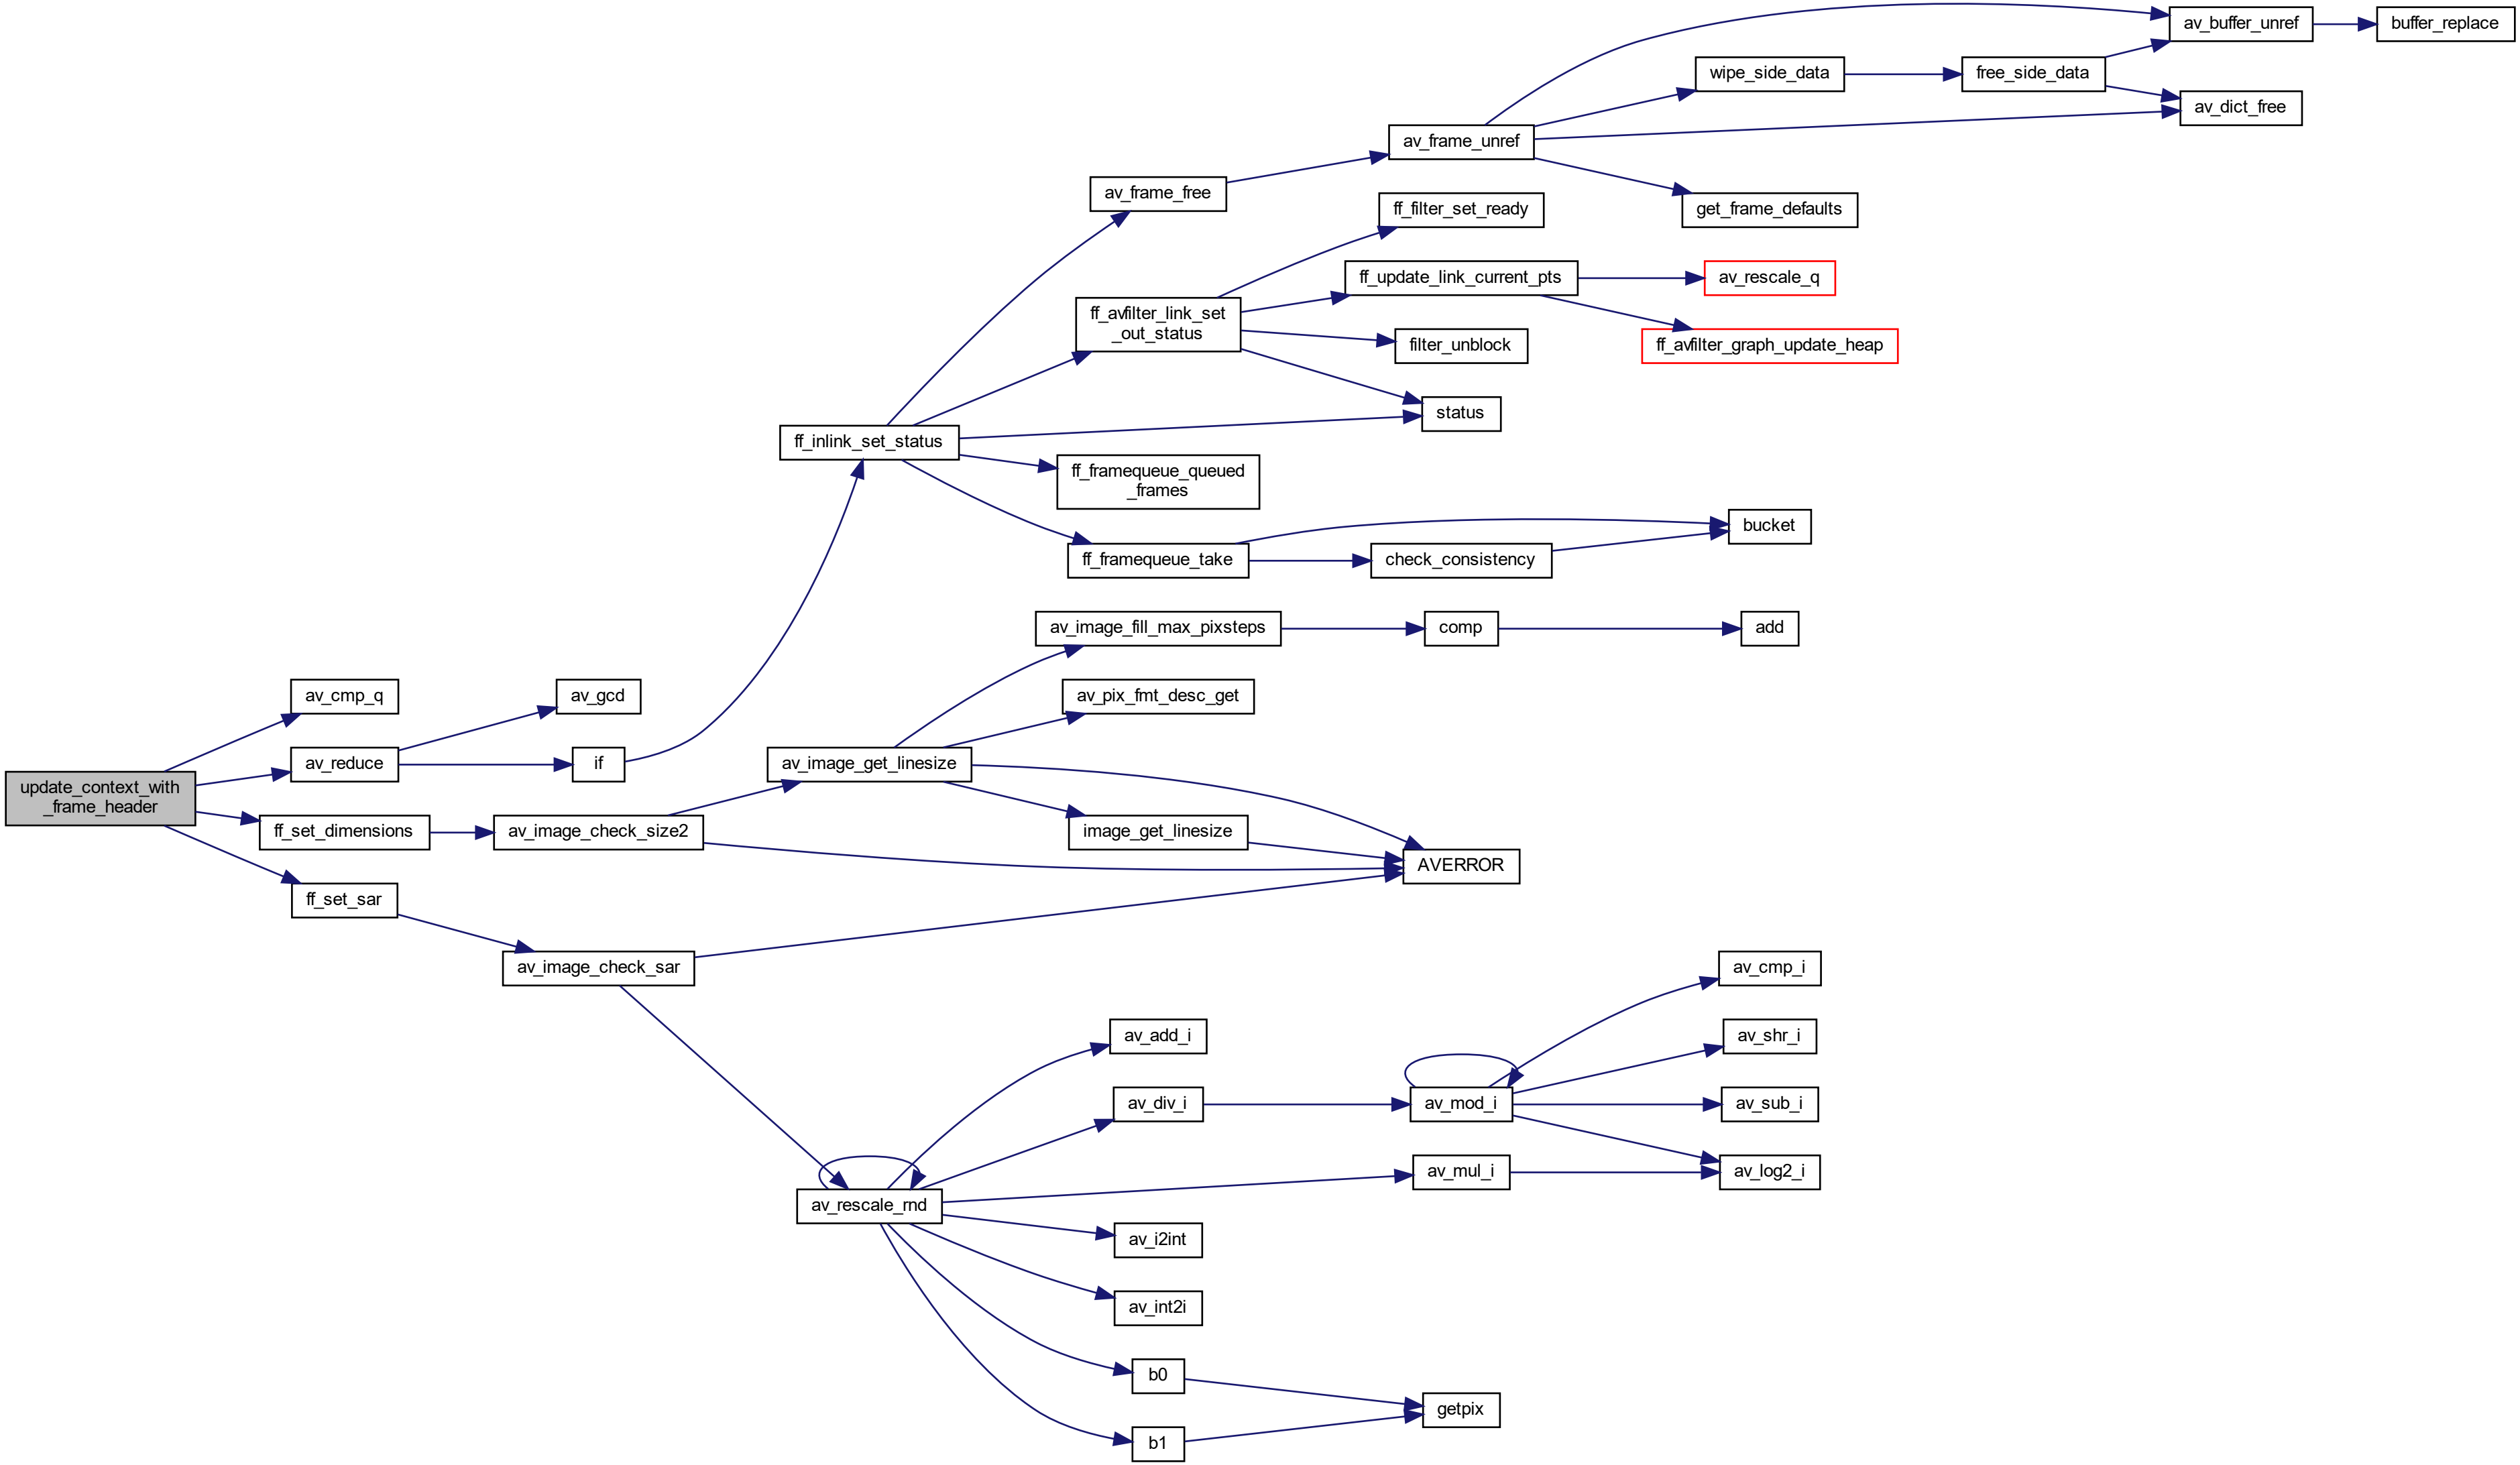 update_context_with
_frame_header
av_cmp_q
av_reduce
ff_set_dimensions
ff_set_sar
av_gcd
if
av_image_check_size2
av_image_check_sar
ff_inlink_set_status
av_image_get_linesize
av_rescale_rnd
av_frame_free
ff_avfilter_link_set
_out_status
ff_framequeue_queued
_frames
ff_framequeue_take
av_image_fill_max_pixsteps
av_pix_fmt_desc_get
image_get_linesize
av_add_i
av_div_i
av_i2int
av_int2i
b0
b1
av_frame_unref
ff_filter_set_ready
ff_update_link_current_pts
filter_unblock
status
check_consistency
comp
AVERROR
av_mod_i
av_mul_i
getpix
wipe_side_data
get_frame_defaults
av_rescale_q
ff_avfilter_graph_update_heap
bucket
add
av_cmp_i
av_shr_i
av_sub_i
av_log2_i
free_side_data
av_buffer_unref
av_dict_free
buffer_replace